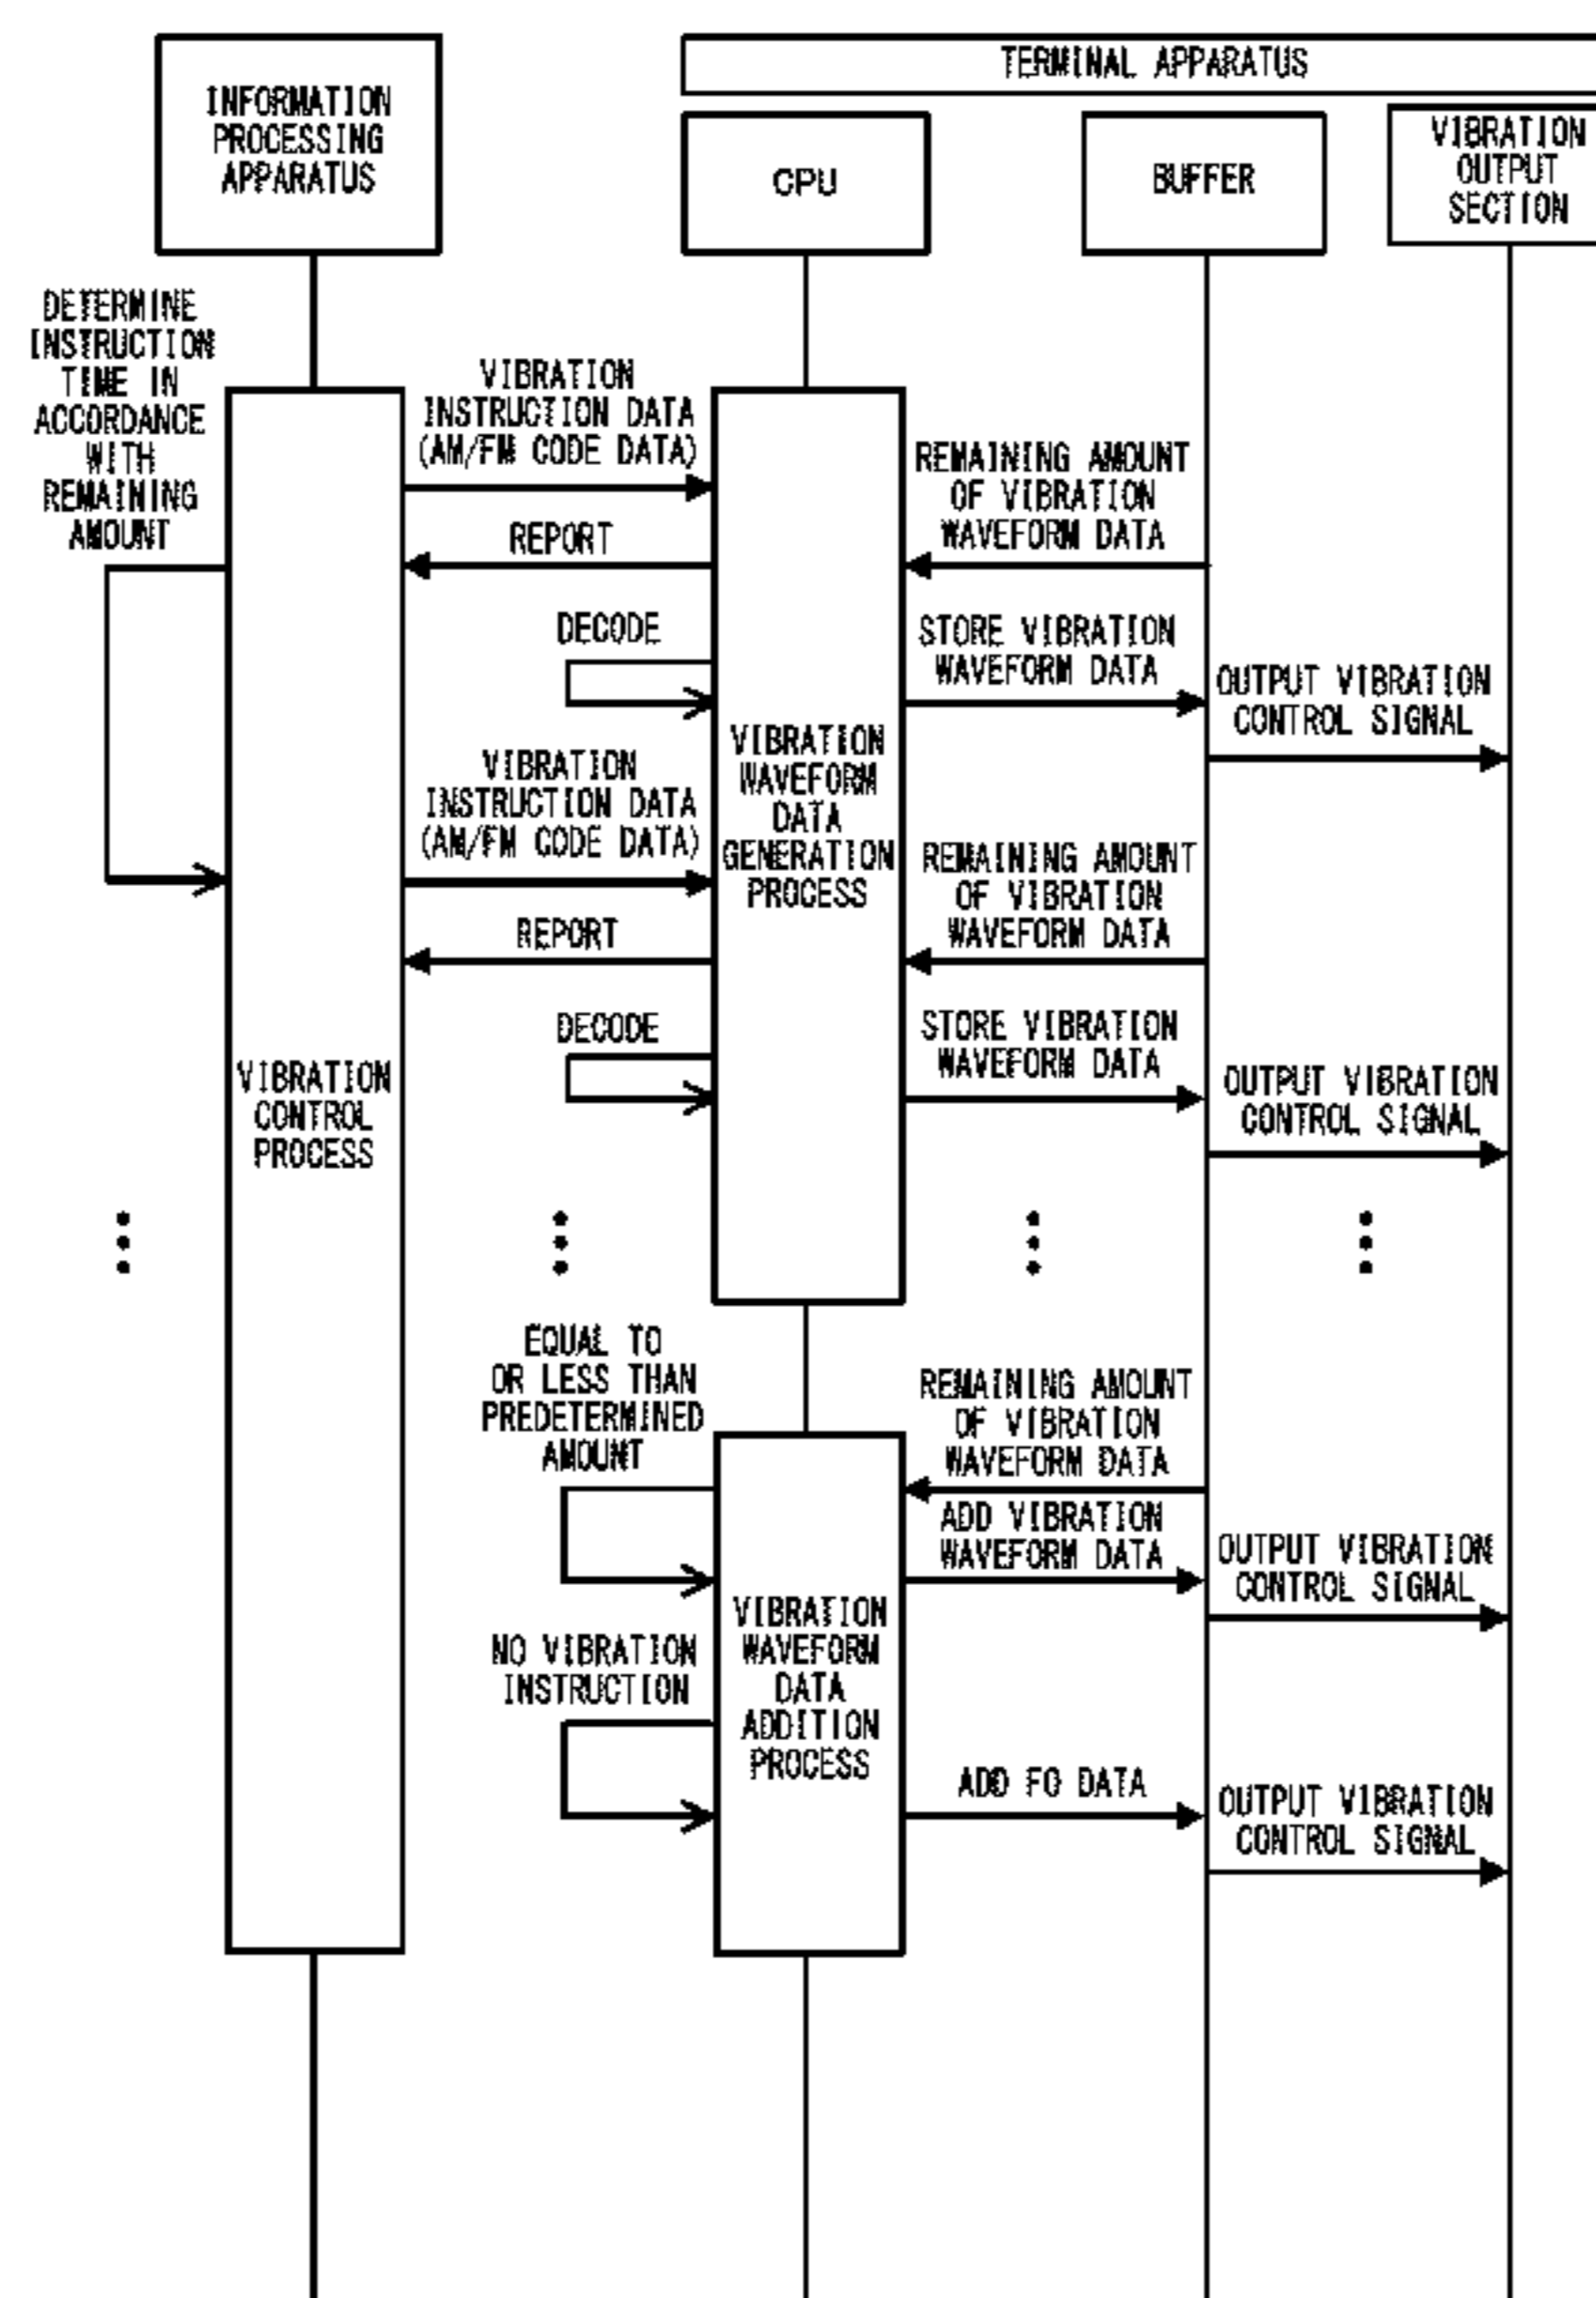 TERMINAL APPARATUS
INFORMATION
PROCESSING
APPARATUS
CPU
BUFFER
VIBRATION
OUTPUT
SECTION
DETERMINE
INSTRUCTION
TIME IN
ACCORDANCE
WITH
REMAINING
AMOUNT
VIBRATION
INSTRUCTION DATA
(AM/FM CODE DATA)
REMAINING AMOUNT
OF VIBRATION
WAVEFORM DATA
REPORT
DECODE
STORE VIBRATION
WAVEFORM DATA
OUTPUT VIBRATION
CONTROL SIGNAL
VIBRATION
WAVEFORM
DATA
GENERATION
PROCESS
VIBRATION
INSTRUCTION DATA
(AM/FM CODE DATA)
REMAINING AMOUNT
OF VIBRATION
WAVEFORM DATA
REPORT
DECODE
STORE VIBRATION
WAVEFORM DATA
OUTPUT VIBRATION
CONTROL SIGNAL
VIBRATION
CONTROL
PROCESS
EQUAL TO
OR LESS THAN
PREDETERMINED
AMOUNT
REMAINING AMOUNT
OF VIBRATION
WAVEFORM DATA
ADD VIBRATION
WAVEFORM DATA
OUTPUT VIBRATION
CONTROL SIGNAL
VIBRATION
WAVEFORM
DATA
ADDITION
PROCESS
NO VIBRATION
INSTRUCTION
ADD FO DATA
OUTPUT VIBRATION
CONTROL SIGNAL